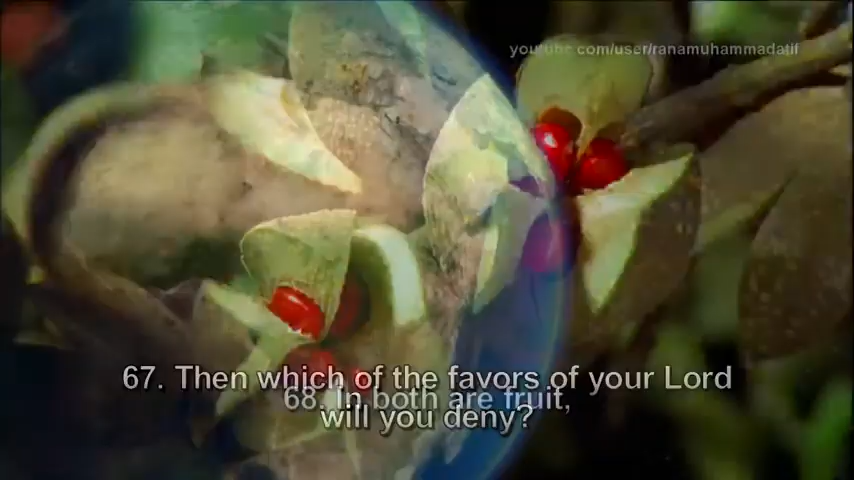 youtube.com/user/ranamuhammadatif
67. Then which of the favors of your Lord
68. In both are fruit,
will you deny?